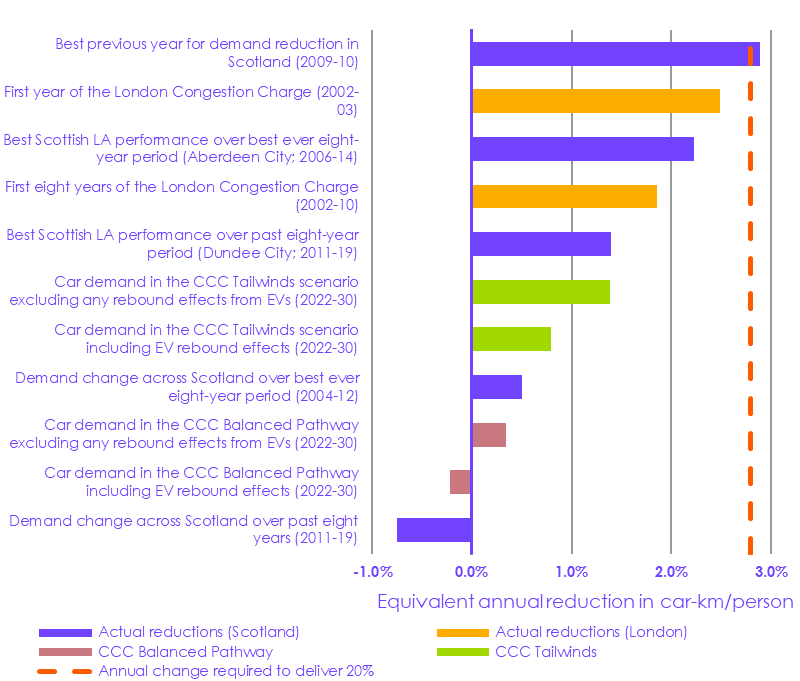 Best previous year for demand reduction in
Scotland (2009-10)
First year of the London Congestion Charge (2002-
03)
Best Scottish LA performance over best ever eight-
year period (Aberdeen City; 2006-14)
First eight years of the London Congestion Charge
(2002-10)
Best Scottish LA performance over past eight-year
period (Dundee City; 2011-19)
Car demand in the CCC Tailwinds scenario
excluding any rebound effects from EVs (2022-30)
Car demand in the CCC Tailwinds scenario
including EV rebound effects (2022-30)
Demand change across Scotland over best ever
eight-year period (2004-12)
Car demand in the CCC Balanced Pathway
excluding any rebound effects from EVs (2022-30)
Car demand in the CCC Balanced Pathway
including EV rebound effects (2022-30)
Demand change across Scotland over past eight
years (2011-19)
-1.0% 0.0% 1.0% 2.0% 3.0%
Equivalent annual reduction in car-km/person
Actual reductions (Scotland) Actual reductions (London)
CCC Balanced Pathway CCC Tailwinds
Annual change required to deliver 20%